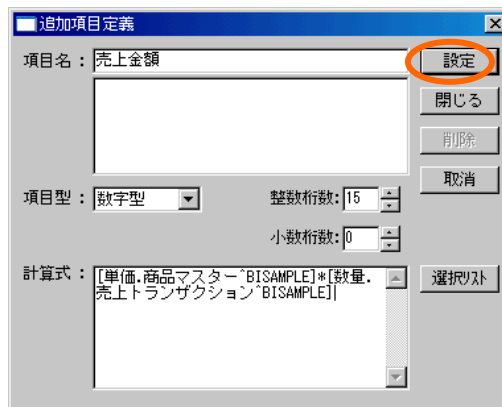 追加項目定義
項目名： 売上金額
設定
閉じる
削除
取消
項目型： 数字型
整数桁数: 15
小数桁数: 0
計算式： [単価.商品マスター^BISAMPLE]*[数量.
売上トランザクション^BISAMPLE]
選択リスト